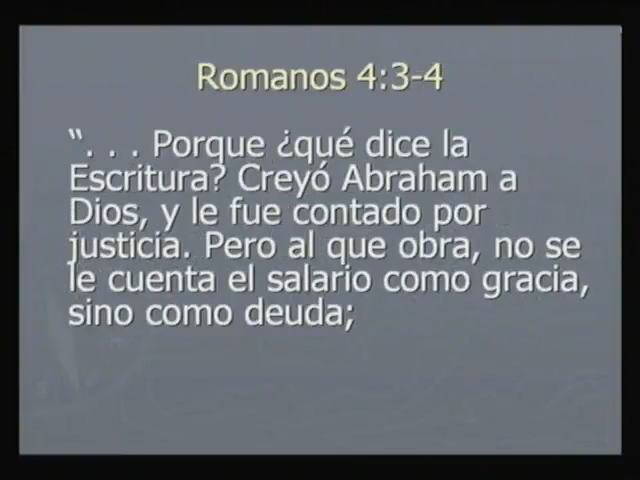 Romanos 4:3-4
“. . . Porque ¿qué dice la
Escritura? Creyó Abraham a
Dios, y le fue contado por
justicia. Pero al que obra, no se
le cuenta el salario como gracia,
sino como deuda;